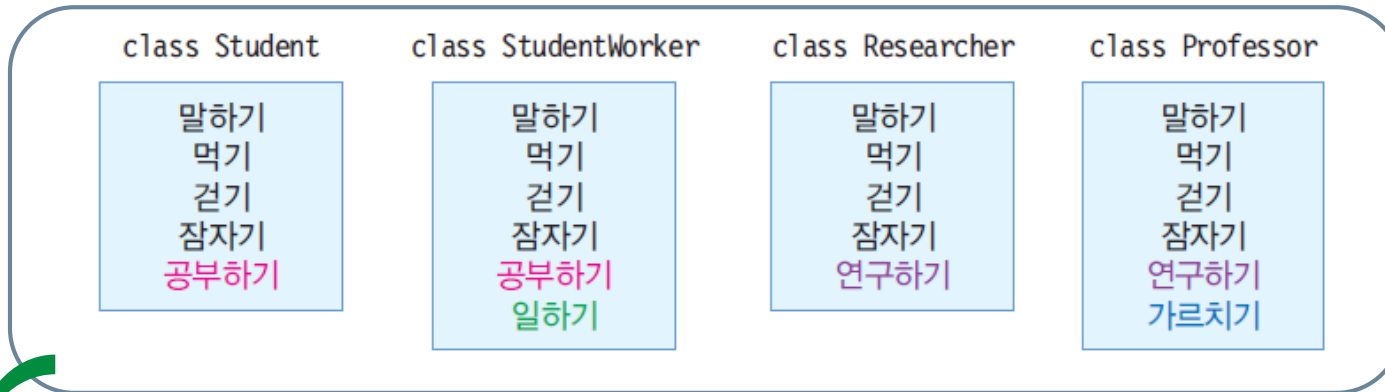 class Student
말하기
먹기
걷기
잠자기
공부하기
class StudentWorker
말하기
먹기
걷기
잠자기
공부하기
일하기
class Researcher
말하기
먹기
걷기
잠자기
연구하기
class Professor
말하기
먹기
걷기
잠자기
연구하기
가르치기